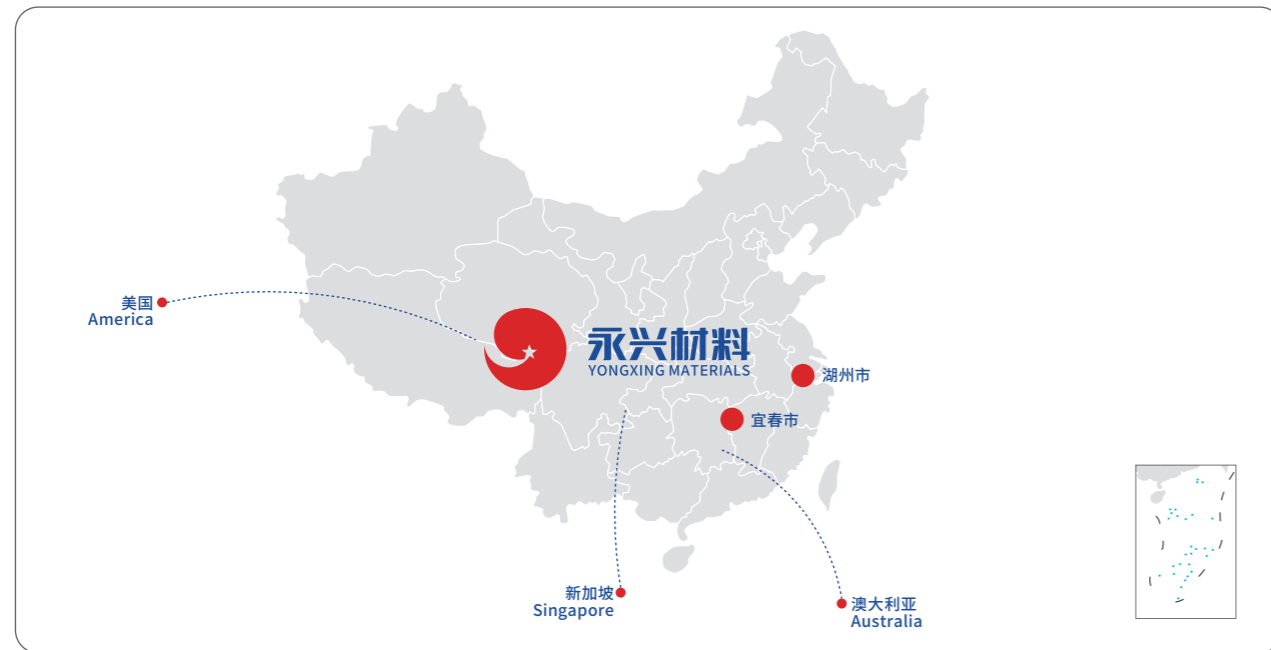 美国
America
永兴材料
YONGXING MATERIALS
湖州市
宜春市
新加坡
Singapore
澳大利亚
Australia